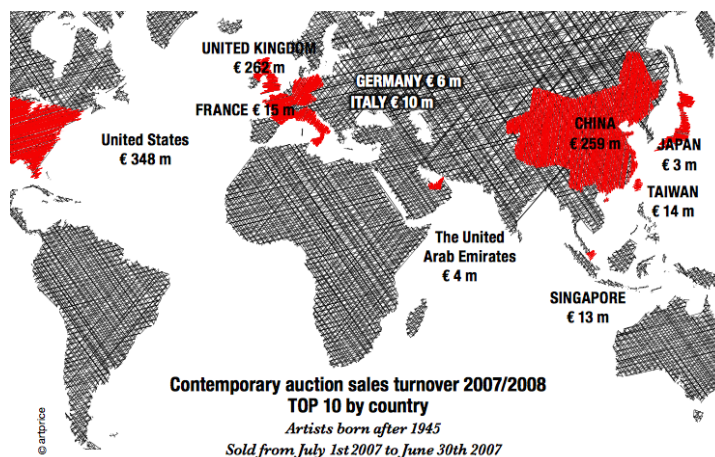 UNITED KINGDOM
€ 262 m
GERMANY € 6 m
ITALY € 10 m
FRANCE € 15 m
United States
€ 348 m
CHINA
€ 259 m
JAPAN
€ 3 m
TAIWAN
€ 14 m
The United
Arab Emirates
€ 4 m
SINGAPORE
€ 13 m
Contemporary auction sales turnover 2007/2008
TOP 10 by country
Artists born after 1945
Sold from July 1st 2007 to June 30th 2007
© artprice